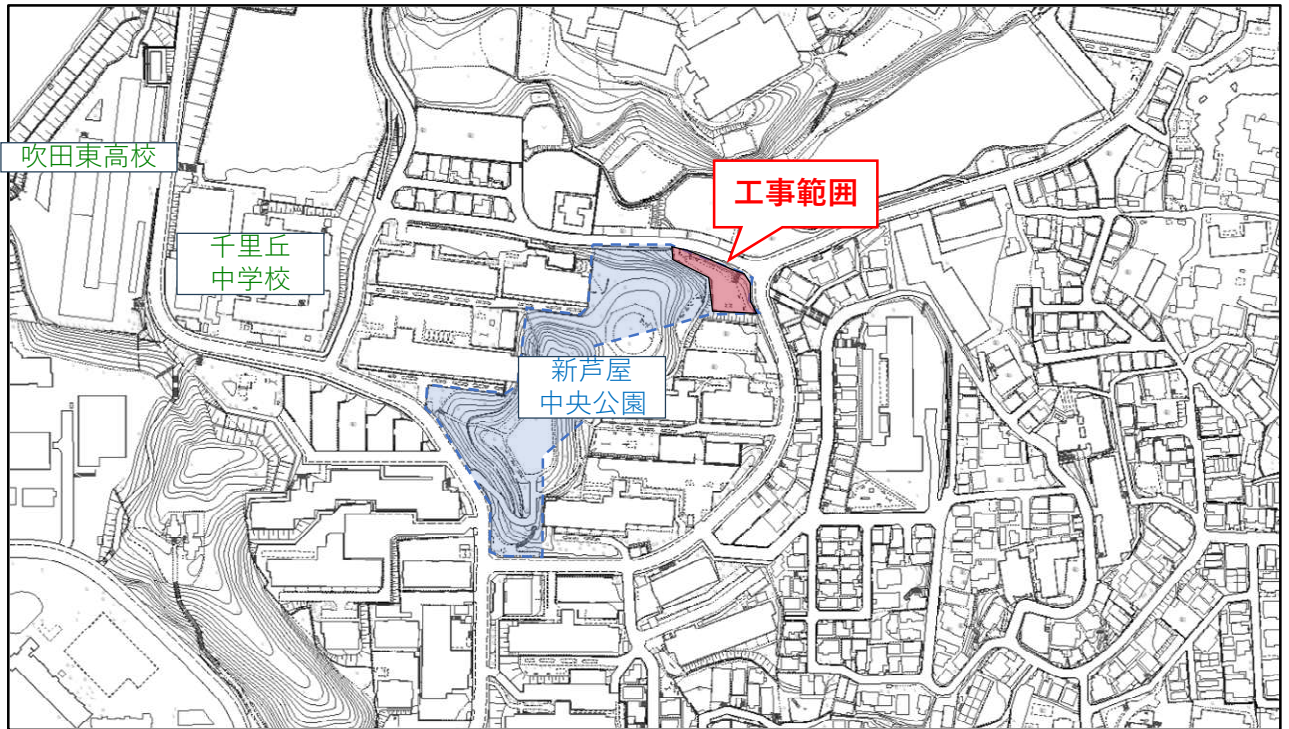 吹田東高校
工事範囲
千里丘
中学校
新芦屋
中央公園